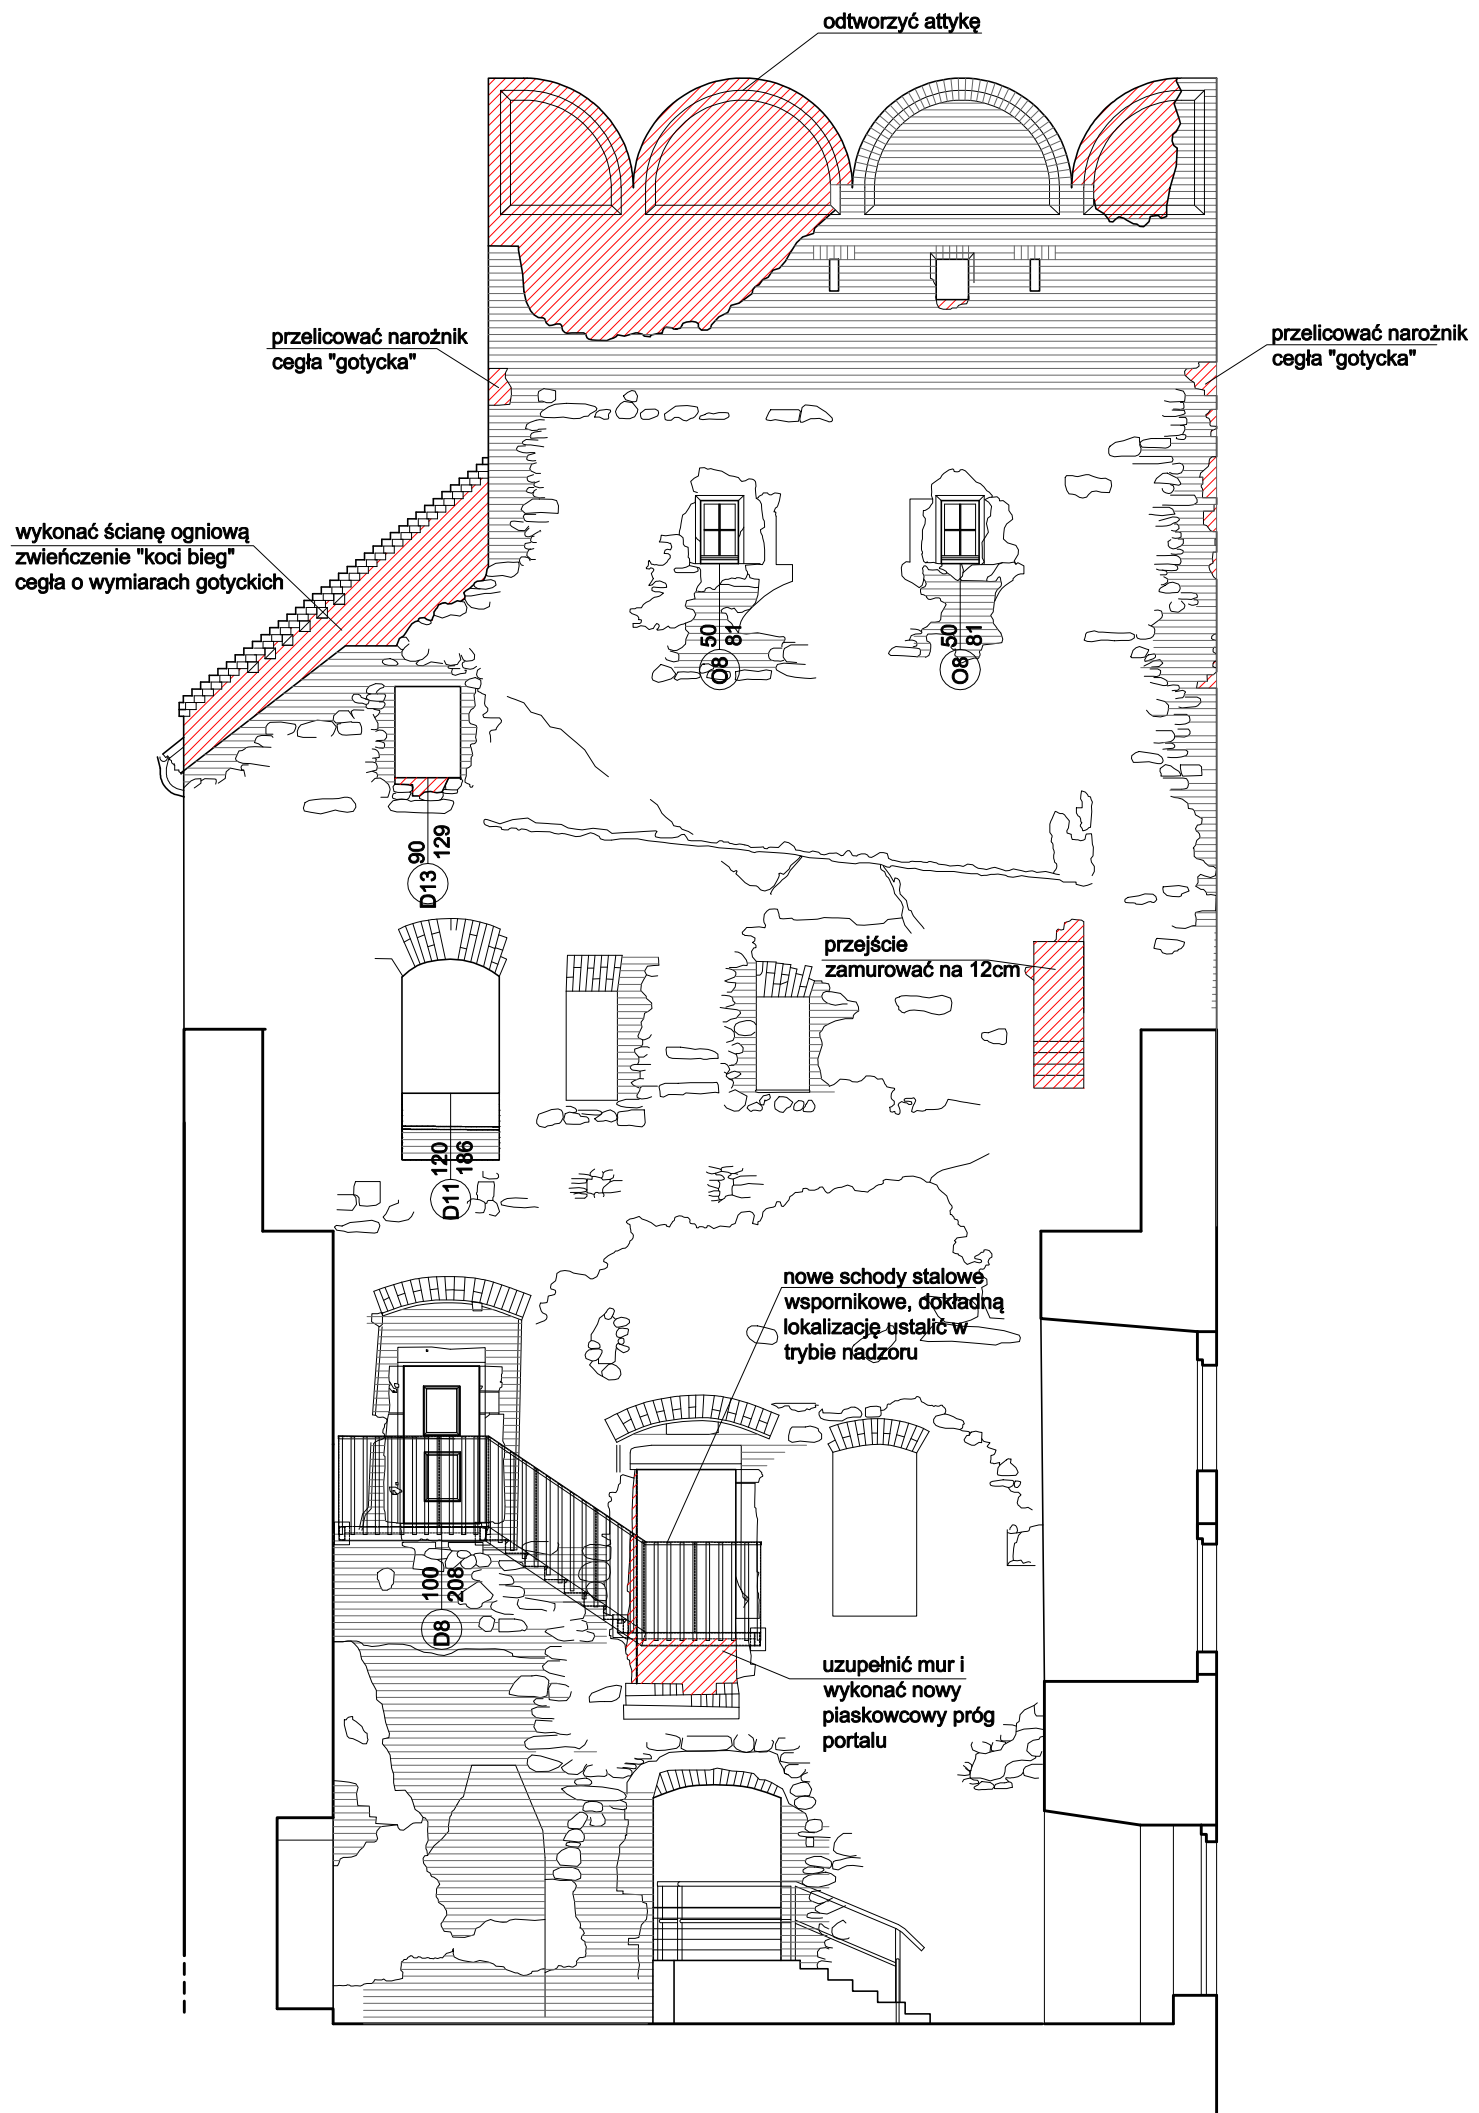 odtworzyć attykę
przelicować narożnik
cegła "gotycka"
przelicować narożnik
cegła "gotycka"
wykonać ścianę ogniową
zwieńczenie "koci bieg"
cegła o wymiarach gotyckich
O8 50
81
O8 50
81
D13 90
129
przejście
zamurować na 12cm
D11 120
186
nowe schody stalowe
wspornikowe, dokładną
lokalizację ustalić w
trybie nadzoru
D8 100
208
uzupełnić mur i
wykonać nowy
piaskowcowy próg
portalu